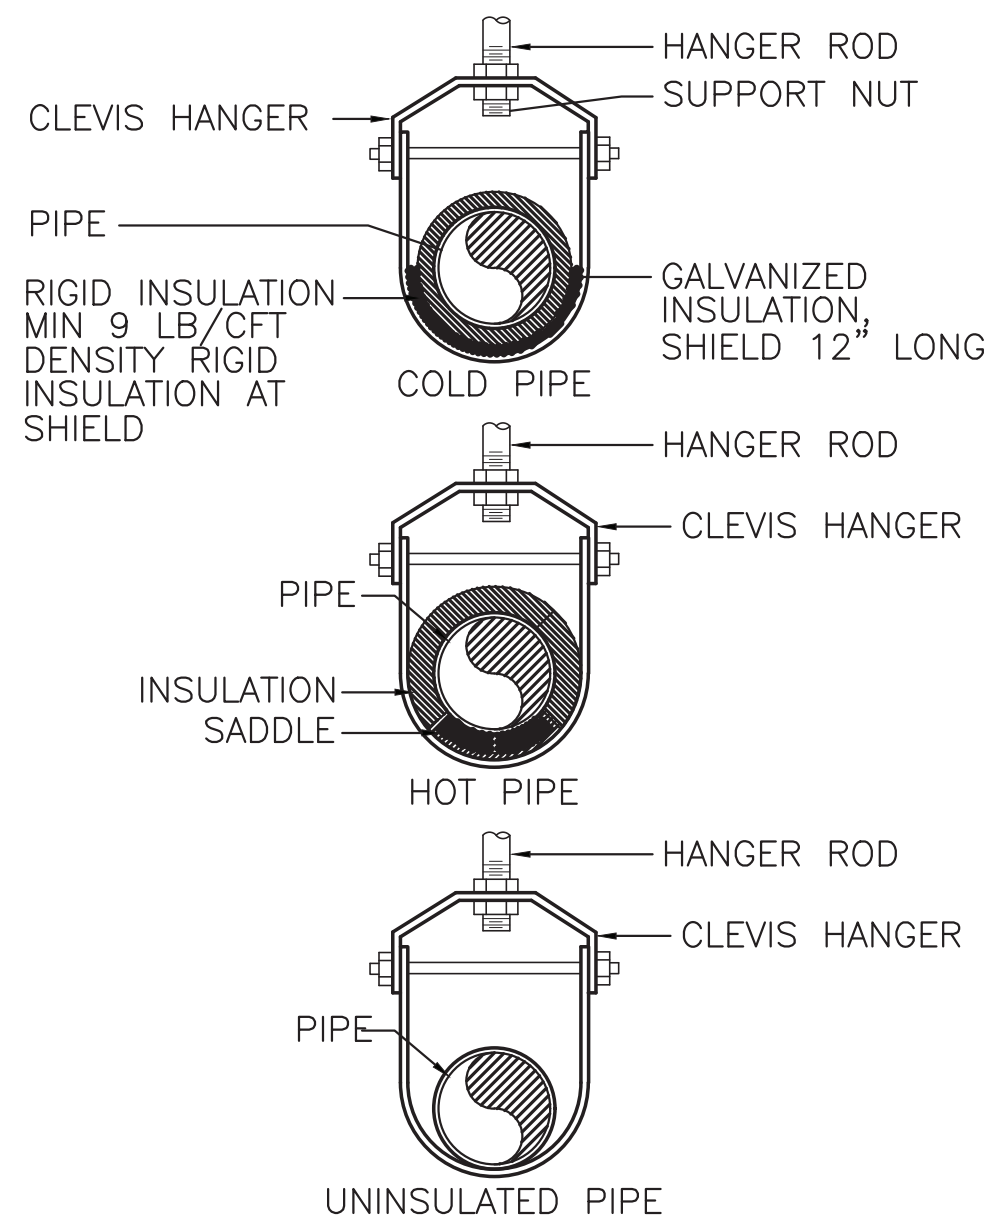 HANGER ROD
SUPPORT NUT
CLEVIS HANGER
PIPE
RIGID INSULATION
MIN 9 LB/CFT
DENSITY RIGID
INSULATION AT
SHIELD
GALVANIZED
INSULATION,
SHIELD 12” LONG
COLD PIPE
HANGER ROD
CLEVIS HANGER
PIPE
INSULATION
SADDLE
HOT PIPE
HANGER ROD
CLEVIS HANGER
PIPE
UNINSULATED PIPE